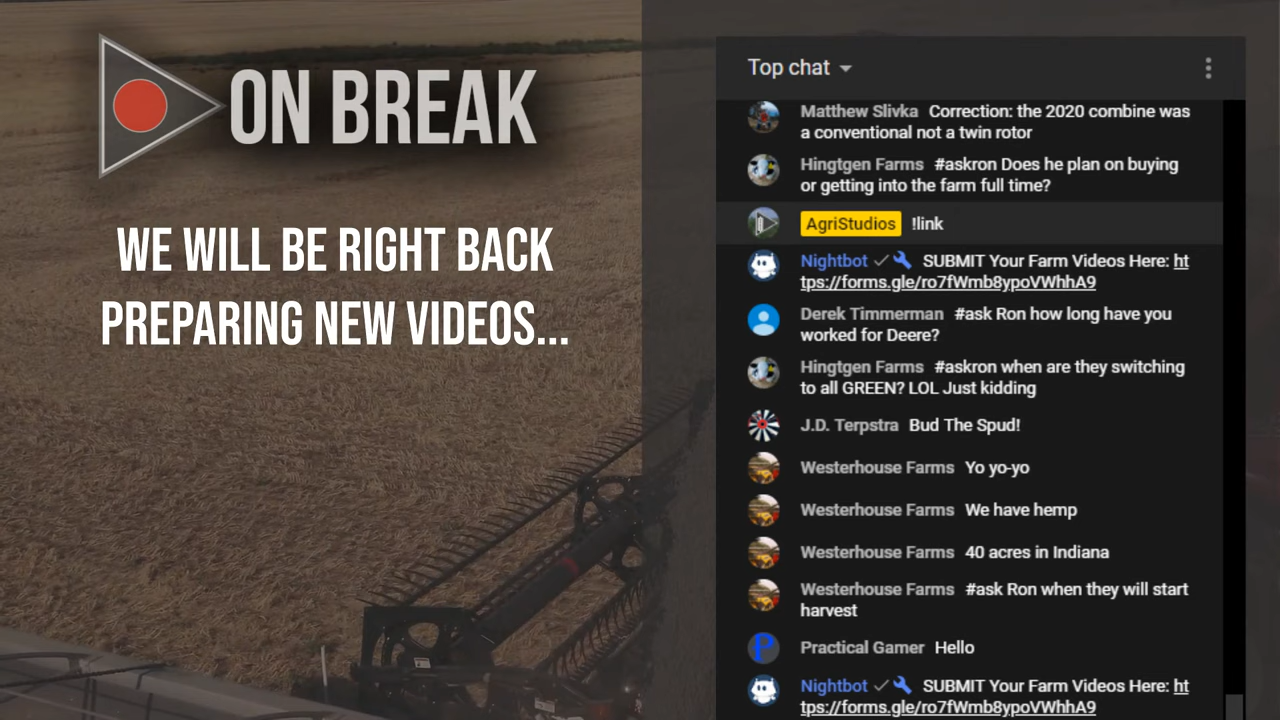 ON BREAK
WE WILL BE RIGHT BACK
PREPARING NEW VIDEOS...
Top chat
Matthew Slivka Correction: the 2020 combine was
a conventional not a twin rotor
Hingtgen Farms #askron Does he plan on buying
or getting into the farm full time?
AgriStudios !link
Nightbot SUBMIT Your Farm Videos Here: ht
tps://forms.gle/ro7fWmb8ypoVWhhA9
Derek Timmerman #ask Ron how long have you
worked for Deere?
Hingtgen Farms #askron when are they switching
to all GREEN? LOL Just kidding
J.D. Terpstra Bud The Spud!
Westerhouse Farms Yo yo-yo
Westerhouse Farms We have hemp
Westerhouse Farms 40 acres in Indiana
Westerhouse Farms #ask Ron when they will start
harvest
P
Practical Gamer Hello
Nightbot SUBMIT Your Farm Videos Here: ht
tps://forms.gle/ro7fWmb8ypoVWhhA9